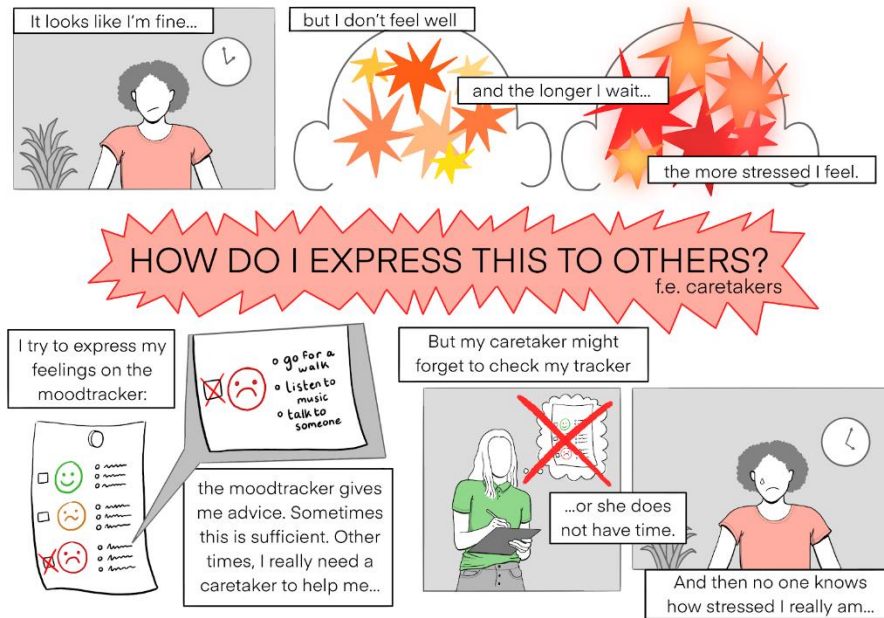 It looks like I'm fine...
but I don't feel well
and the longer I wait...
the more stressed I feel.
HOW DO I EXPRESS THIS TO OTHERS?
f.e. caretakers
I try to express my
feelings on the
moodtracker:
go for a
walk
listen to
music
talk to
someone
the moodtracker gives
me advice. Sometimes
this is sufficient. Other
times, I really need a
caretaker to help me...
But my caretaker might
forget to check my tracker
...or she does
not have time.
And then no one knows
how stressed I really am...